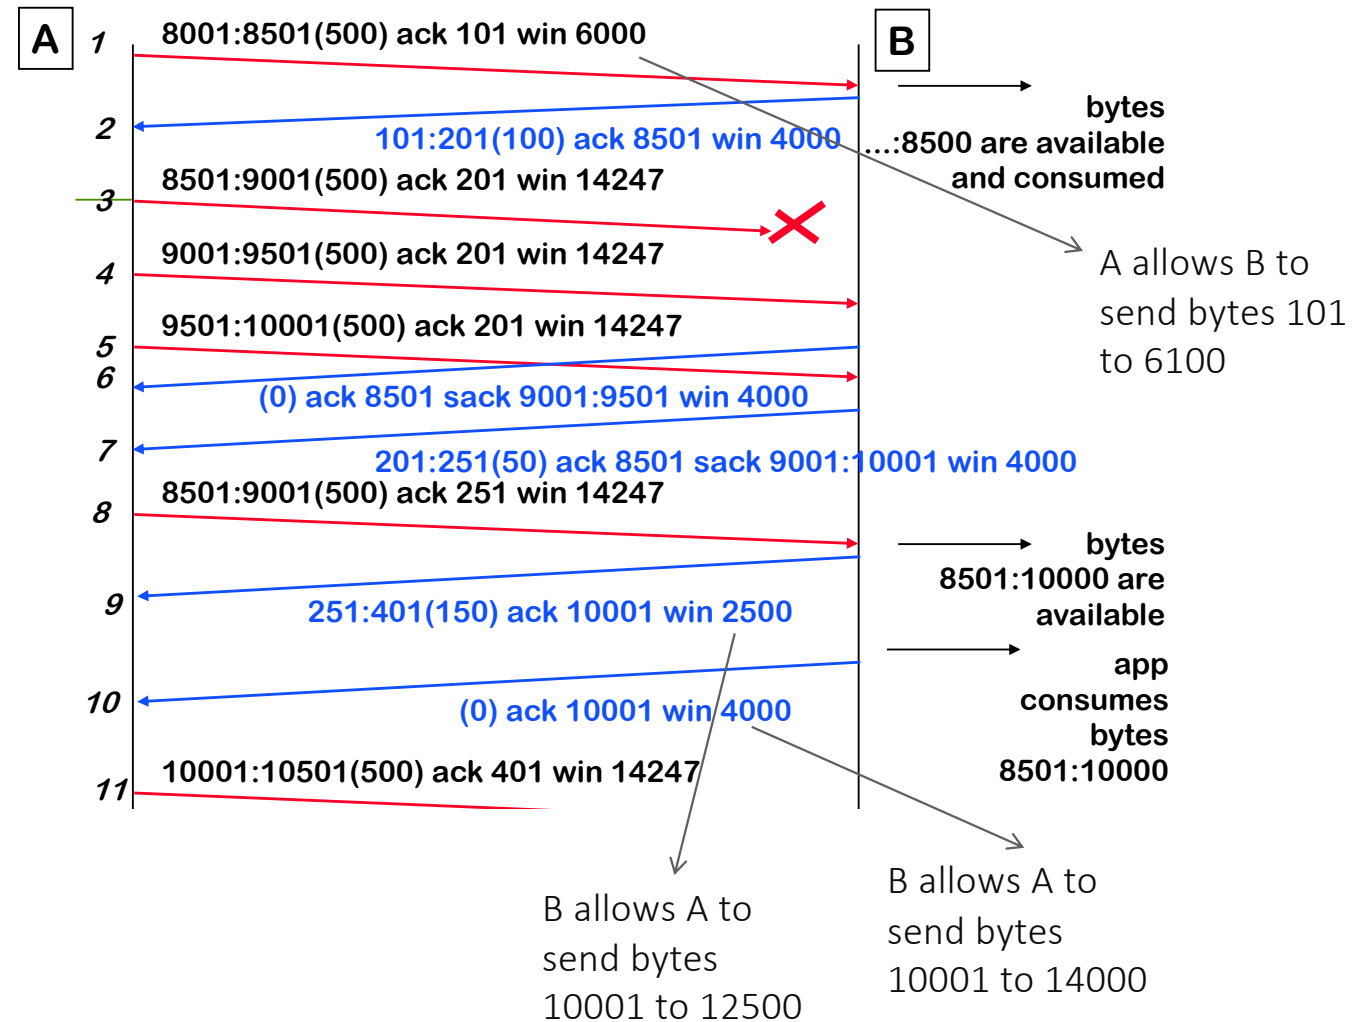 A
1
8001:8501(500) ack 101 win 6000
B
bytes
...:8500 are available
and consumed
2
101:201(100) ack 8501 win 4000
8501:9001(500) ack 201 win 14247
3
9001:9501(500) ack 201 win 14247
4
A allows B to
send bytes 101
to 6100
9501:10001(500) ack 201 win 14247
5
6
(0) ack 8501 sack 9001:9501 win 4000
7
201:251(50) ack 8501 sack 9001:10001 win 4000
8501:9001(500) ack 251 win 14247
8
bytes
8501:10000 are
available
9
251:401(150) ack 10001 win 2500
app
consumes
bytes
8501:10000
10
(0) ack 10001 win 4000
10001:10501(500) ack 401 win 14247
11
B allows A to
send bytes
10001 to 12500
B allows A to
send bytes
10001 to 14000